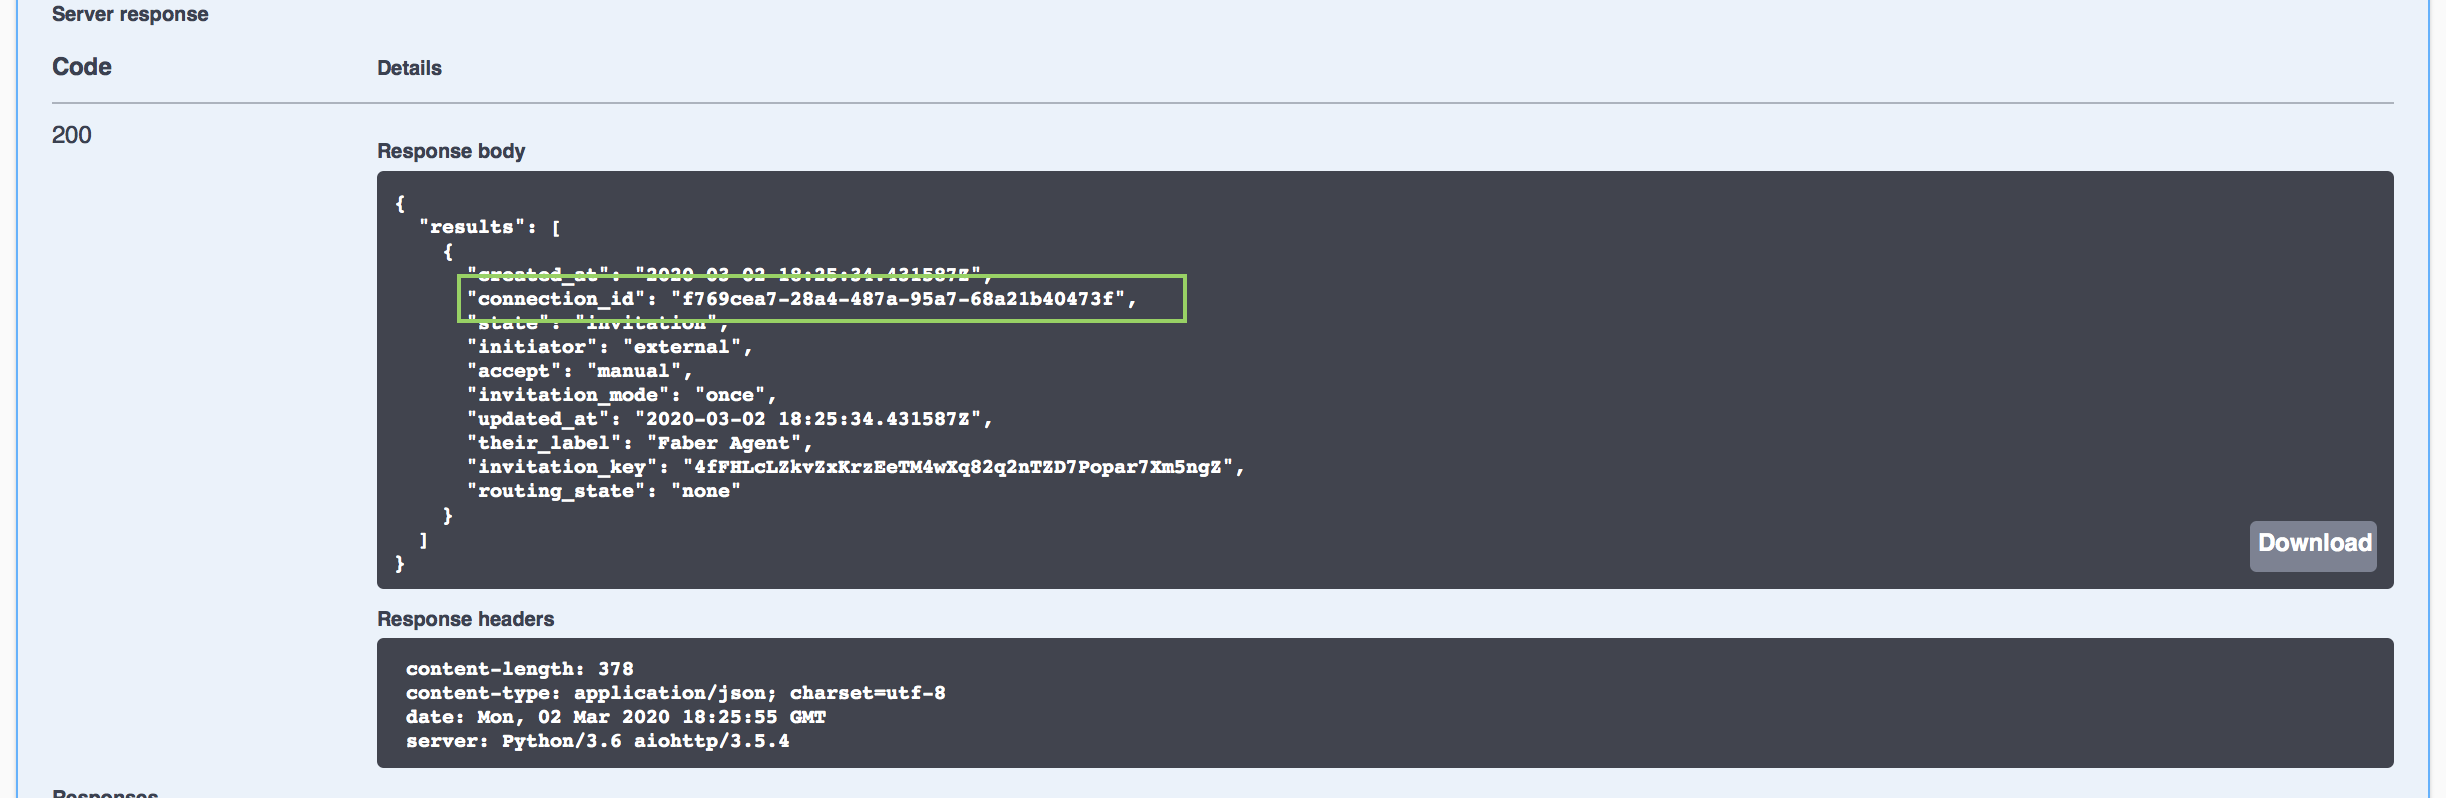 Server response
Code Details
200
Response body
{
"results": [
{
"created_at": "2020-03-02 18:25:34.431587Z",
"connection_id": "f769cea7-28a4-487a-95a7-68a21b40473f",
"state": "invitation",
"initiator": "external",
"accept": "manual",
"invitation_mode": "once",
"updated_at": "2020-03-02 18:25:34.431587Z",
"their_label": "Faber Agent",
"invitation_key": "4fFHLcLZkvZxKrzEeTM4wXq82q2nTZD7Popar7Xm5ngZ",
"routing_state": "none"
}
]
}
Download
Response headers
content-length: 378
content-type: application/json; charset=utf-8
date: Mon, 02 Mar 2020 18:25:55 GMT
server: Python/3.6 aiohttp/3.5.4
Responses